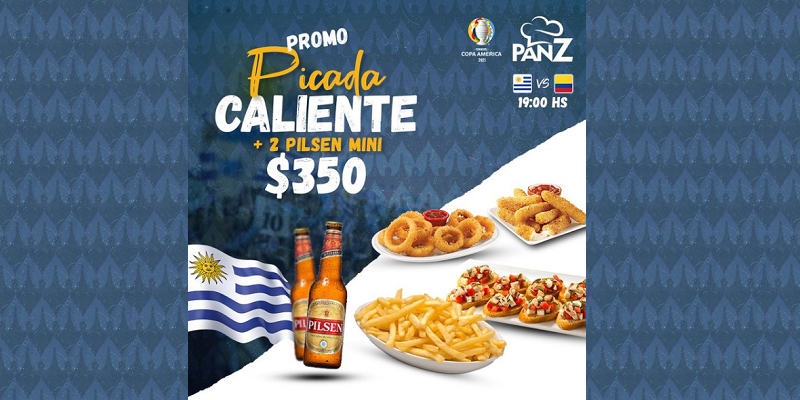 PROMO
Picada
CALIENTE
+ 2 PILSEN MINI
$350
COPA AMERICA
2021
PANZ
VS
19:00 HS
PILSEN